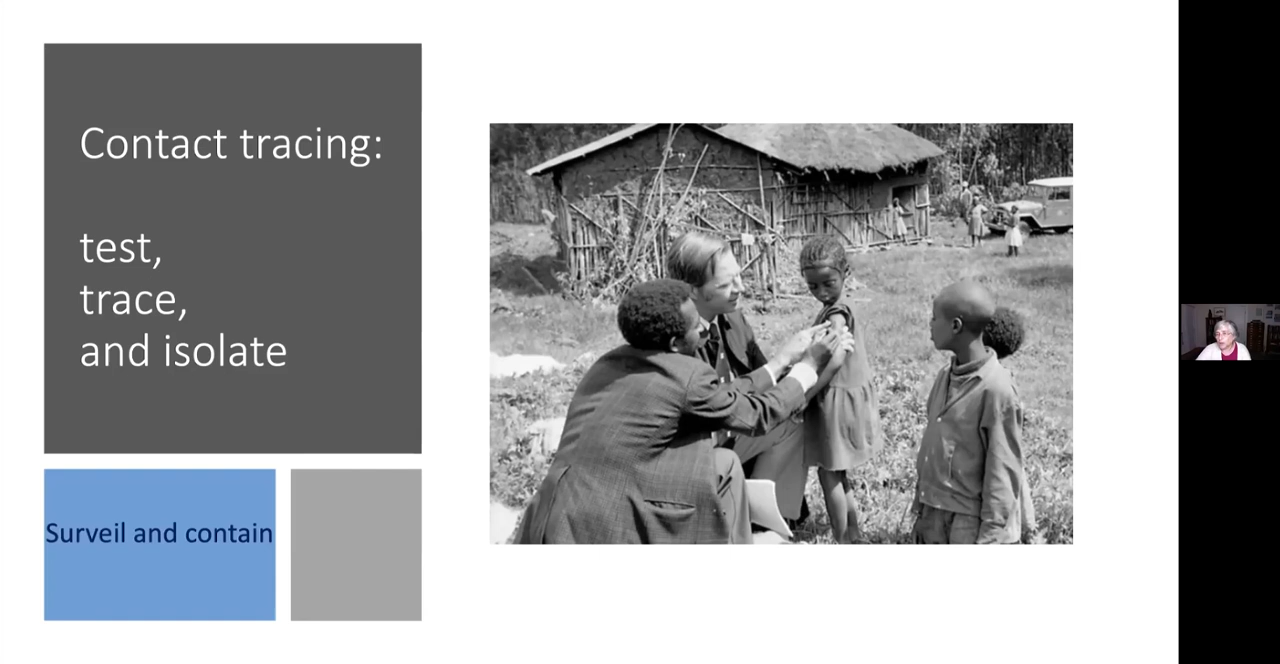 Contact tracing:
test,
trace,
and isolate
Surveil and contain